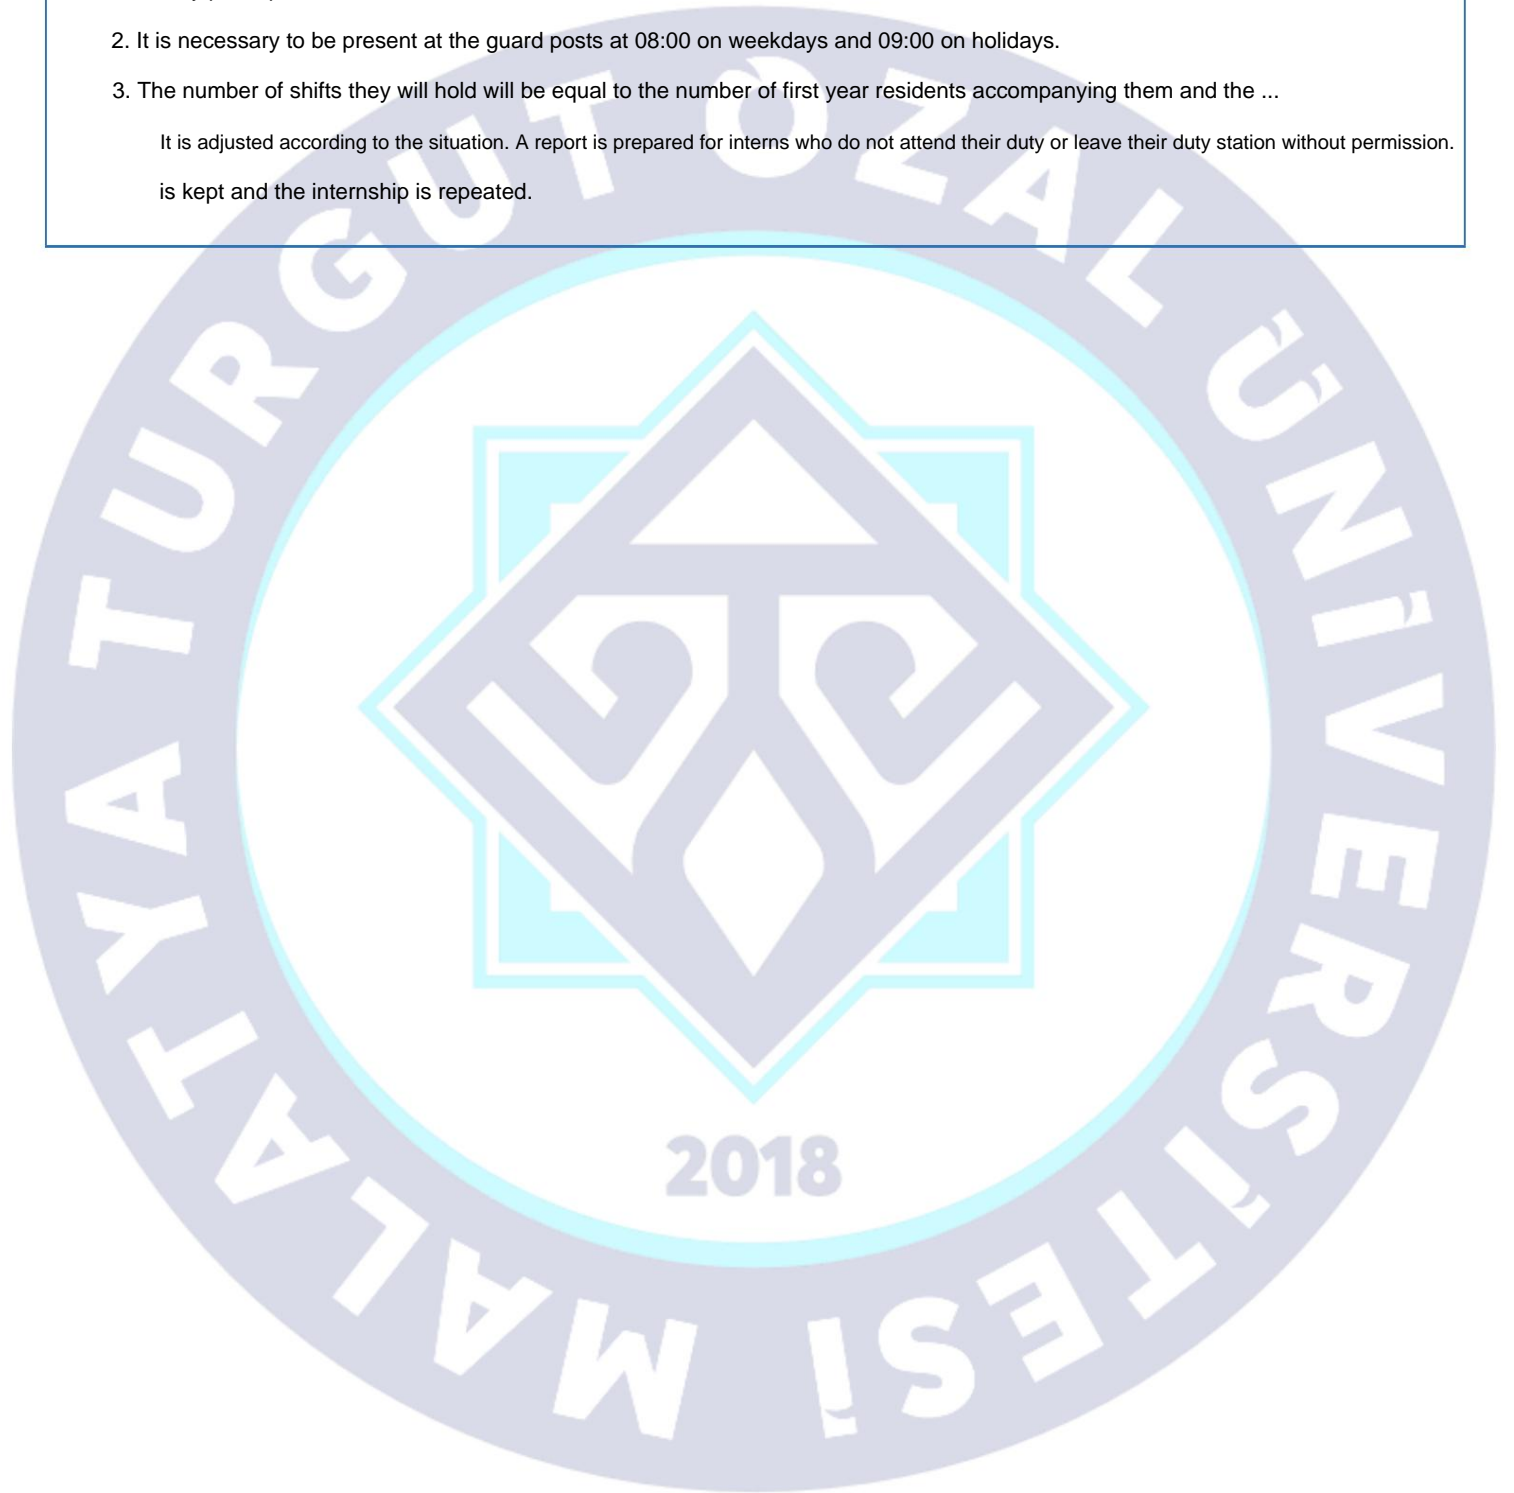 2. It is necessary to be present at the guard posts at 08:00 on weekdays and 09:00 on holidays.
3. The number of shifts they will hold will be equal to the number of first year residents accompanying them and the ...
It is adjusted according to the situation. A report is prepared for interns who do not attend their duty or leave their duty station without permission.
is kept and the internship is repeated.
MALATYA TURGUT ÖZAL ÜNİVERSİTESİ
2018